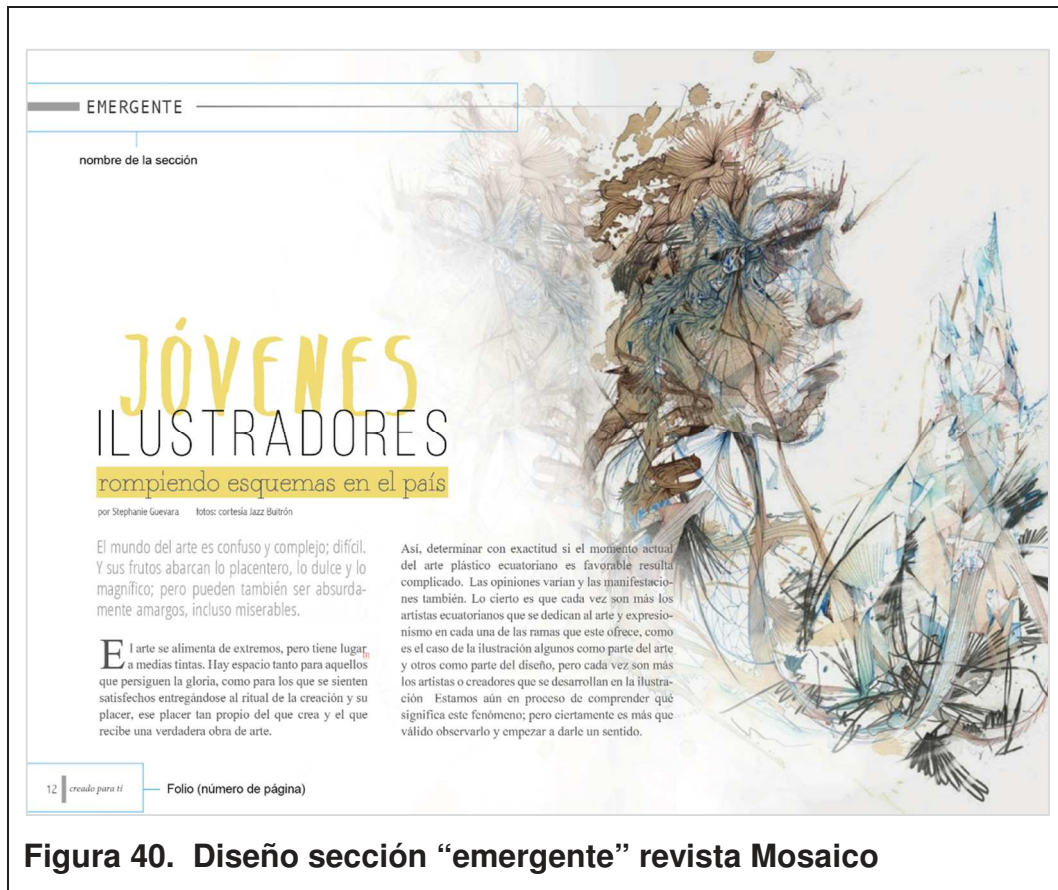 EMERGENTE
nombre de la sección
JÓVENES
ILUSTRADORES
rompiendo esquemas en el país
por Stephanie Guevara fotos: cortesía Jazz Buitrón
El mundo del arte es confuso y complejo; difícil.
Y sus frutos abarcan lo placentero, lo dulce y lo
magnífico; pero pueden también ser absurda-
mente amargos, incluso miserables.
El arte se alimenta de extremos, pero tiene lugar
a medias tintas. Hay espacio tanto para aquellos
que persiguen la gloria, como para los que se sienten
satisfechos entregándose al ritual de la creación y su
placer, ese placer tan propio del que crea y el que
recibe una verdadera obra de arte.
Así, determinar con exactitud si el momento actual
del arte plástico ecuatoriano es favorable resulta
complicado. Las opiniones varian y las manifestacio-
nes también. Lo cierto es que cada vez son más los
artistas ecuatorianos que se dedican al arte y expresio-
nismo en cada una de las ramas que este ofrece, como
es el caso de la ilustración algunos como parte del arte
y otros como parte del diseño, pero cada vez son más
los artistas o creadores que se desarrollan en la ilustra-
ción Estamos aún en proceso de comprender qué
significa este fenómeno; pero ciertamente es más que
válido observarlo y empezar a darle un sentido.
12 creado para ti
Folio (número de página)
Figura 40. Diseño sección “emergente” revista Mosaico